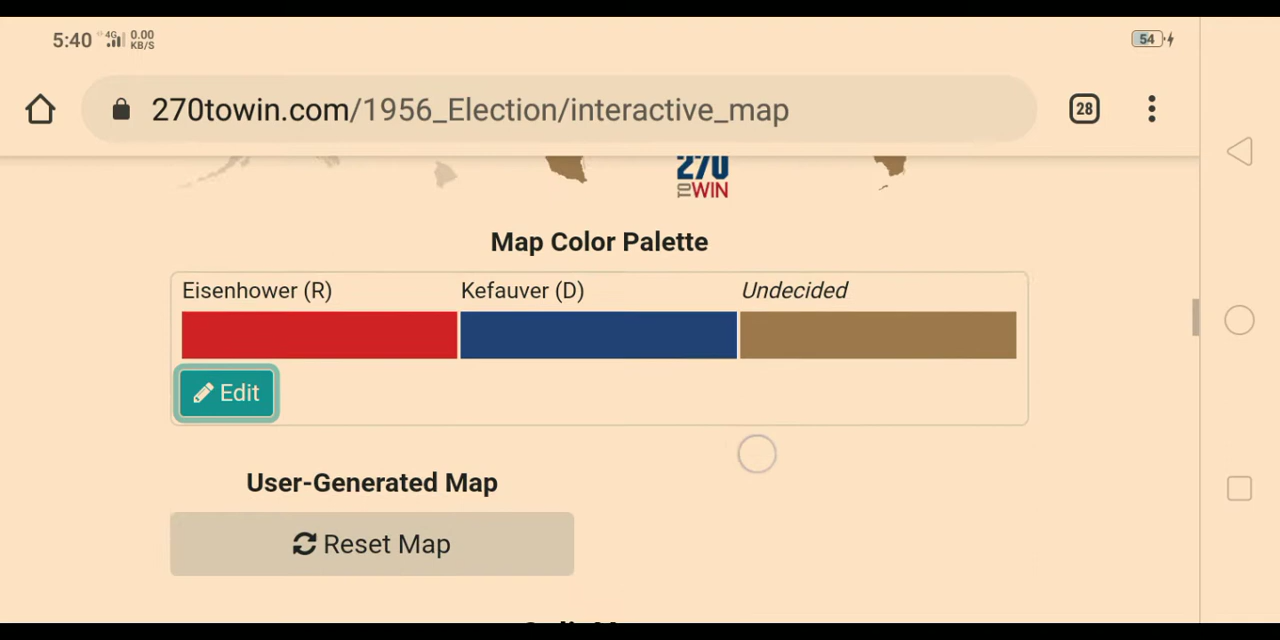 5:40 4G 0.00 KB/S 54
270towin.com/1956_Election/interactive_map 28
270
TO WIN
Map Color Palette
Eisenhower (R) Kefauver (D) Undecided
Edit
User-Generated Map
Reset Map